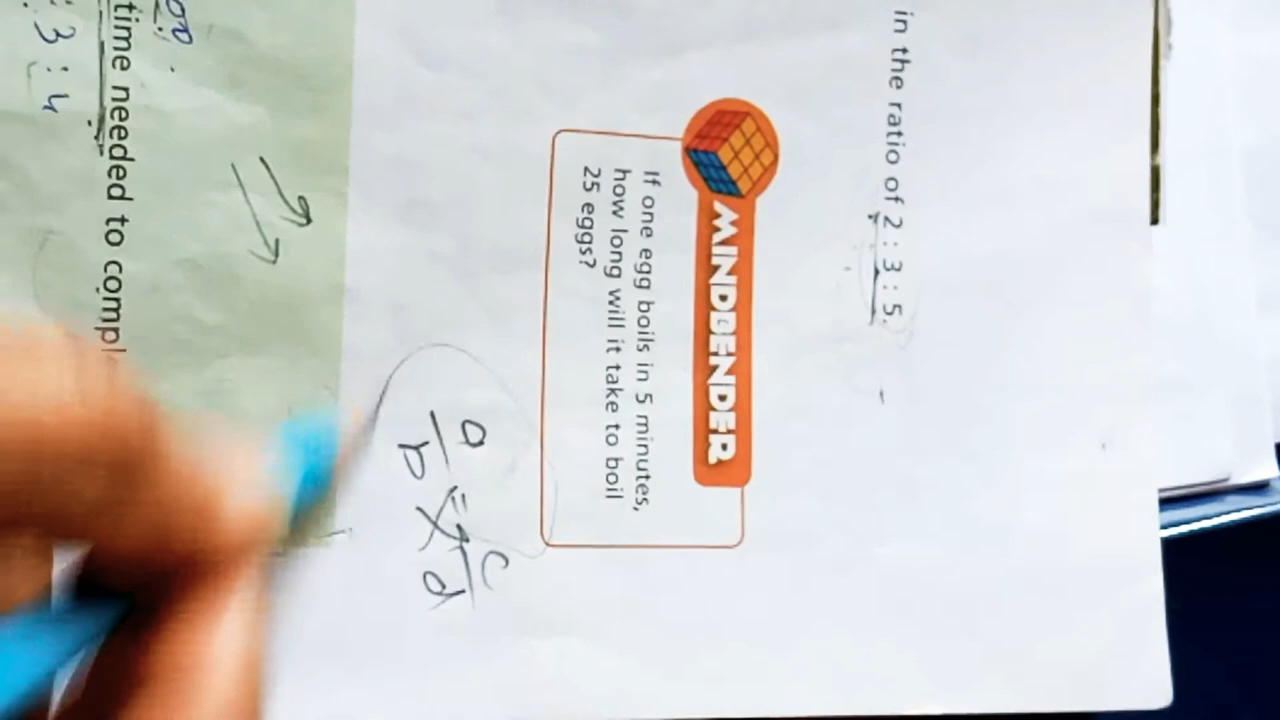 in the ratio of 2 : 3 : 5.
MINDBENDER
If one egg boils in 5 minutes,
how long will it take to boil
25 eggs?
a/b = c/d
time needed to compl
3 : 4